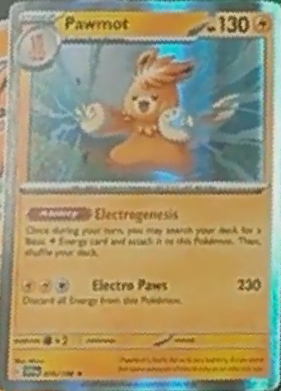 Pawmot
130
Ability Electrogenesis
Once during your turn, you may search your deck for a
Basic Energy card and attach it to this Pokémon. Then,
shuffle your deck.
Electro Paws 230
Discard all Energy from this Pokémon.
×2